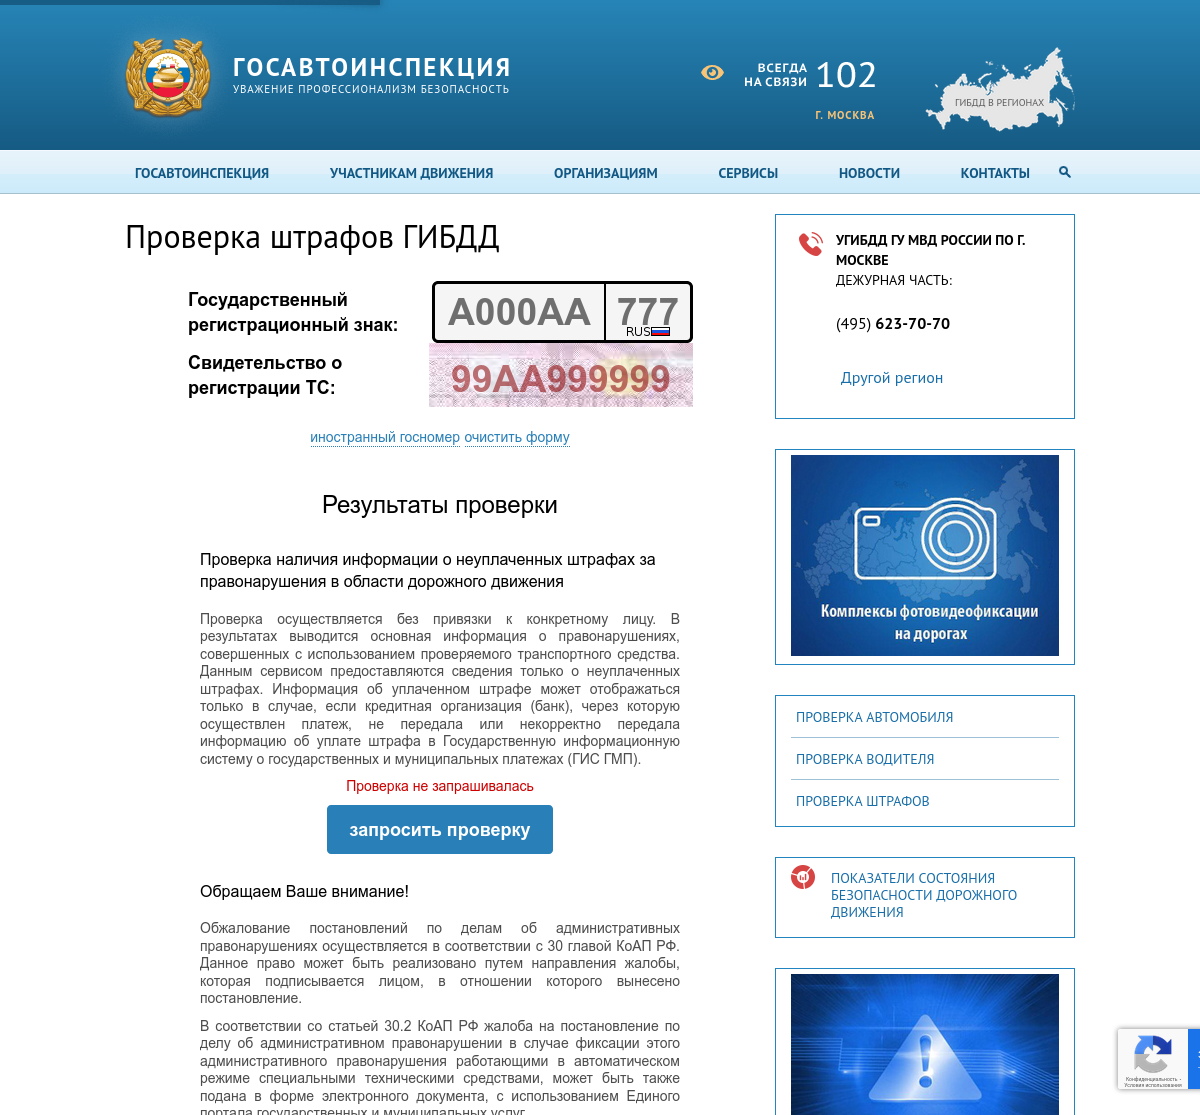 ГОСАВТОИНСПЕКЦИЯ
УВАЖЕНИЕ ПРОФЕССИОНАЛИЗМ БЕЗОПАСНОСТЬ
ВСЕГДА
НА СВЯЗИ 102
Г. МОСКВА
ГИБДД В РЕГИОНАХ
ГОСАВТОИНСПЕКЦИЯ УЧАСТНИКАМ ДВИЖЕНИЯ ОРГАНИЗАЦИЯМ СЕРВИСЫ НОВОСТИ КОНТАКТЫ
Проверка штрафов ГИБДД
Государственный
регистрационный знак:
А000АА 777
RUS
Свидетельство о
регистрации ТС:
99АА999999
иностранный госномер очистить форму
Результаты проверки
Проверка наличия информации о неуплаченных штрафах за
правонарушения в области дорожного движения
Проверка осуществляется без привязки к конкретному лицу. В
результатах выводится основная информация о правонарушениях,
совершенных с использованием проверяемого транспортного средства.
Данным сервисом предоставляются сведения только о неуплаченных
штрафах. Информация об уплаченном штрафе может отображаться
только в случае, если кредитная организация (банк), через которую
осуществлен платеж, не передала или некорректно передала
информацию об уплате штрафа в Государственную информационную
систему о государственных и муниципальных платежах (ГИС ГМП).
Проверка не запрашивалась
запросить проверку
Обращаем Ваше внимание!
Обжалование постановлений по делам об административных
правонарушениях осуществляется в соответствии с 30 главой КоАП РФ.
Данное право может быть реализовано путем направления жалобы,
которая подписывается лицом, в отношении которого вынесено
постановление.
В соответствии со статьей 30.2 КоАП РФ жалоба на постановление по
делу об административном правонарушении в случае фиксации этого
административного правонарушения работающими в автоматическом
режиме специальными техническими средствами, может быть также
подана в форме электронного документа, с использованием Единого
портала государственных и муниципальных услуг
УГИБДД ГУ МВД РОССИИ ПО Г.
МОСКВЕ
ДЕЖУРНАЯ ЧАСТЬ:
(495) 623-70-70
Другой регион
Комплексы фотовидеофиксации
на дорогах
ПРОВЕРКА АВТОМОБИЛЯ
ПРОВЕРКА ВОДИТЕЛЯ
ПРОВЕРКА ШТРАФОВ
ПОКАЗАТЕЛИ СОСТОЯНИЯ
БЕЗОПАСНОСТИ ДОРОЖНОГО
ДВИЖЕНИЯ
Конфиденциальность -
Условия использования